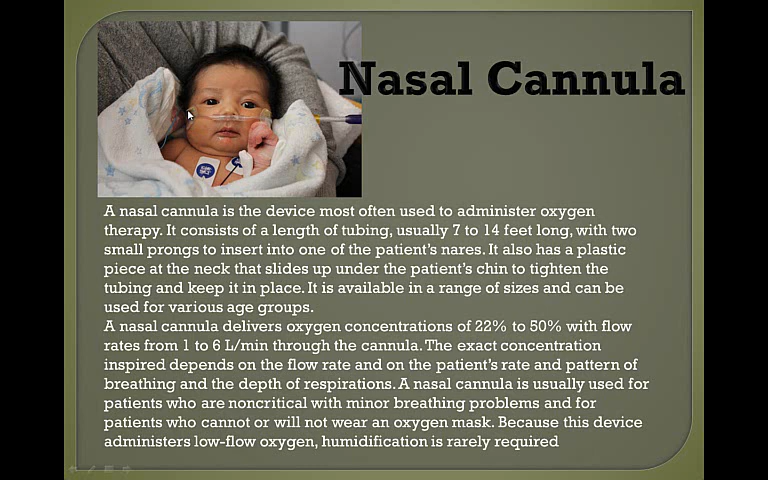 Nasal Cannula
A nasal cannula is the device most often used to administer oxygen
therapy. It consists of a length of tubing, usually 7 to 14 feet long, with two
small prongs to insert into one of the patient's nares. It also has a plastic
piece at the neck that slides up under the patient's chin to tighten the
tubing and keep it in place. It is available in a range of sizes and can be
used for various age groups.
A nasal cannula delivers oxygen concentrations of 22% to 50% with flow
rates from 1 to 6 L/min through the cannula. The exact concentration
inspired depends on the flow rate and on the patient's rate and pattern of
breathing and the depth of respirations. A nasal cannula is usually used for
patients who are noncritical with minor breathing problems and for
patients who cannot or will not wear an oxygen mask. Because this device
administers low-flow oxygen, humidification is rarely required